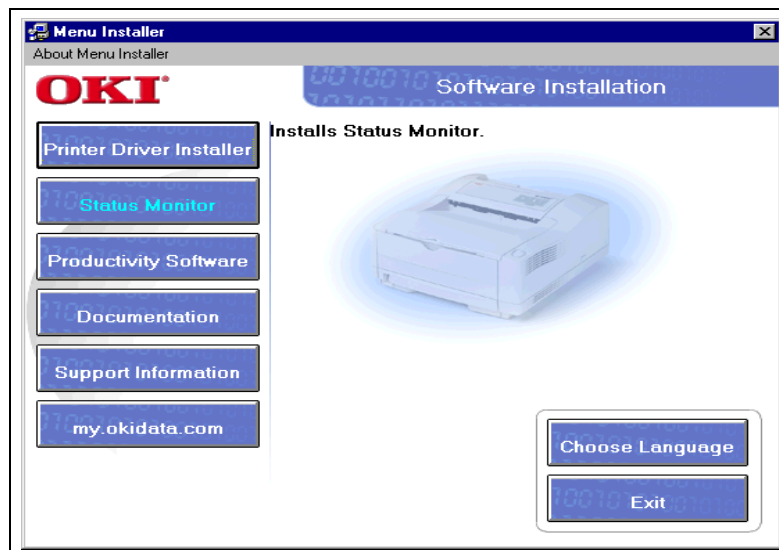 Menu Installer
About Menu Installer
OKI
Software Installation
Installs Status Monitor.
Printer Driver Installer
Status Monitor
Productivity Software
Documentation
Support Information
my.okidata.com
Choose Language
Exit